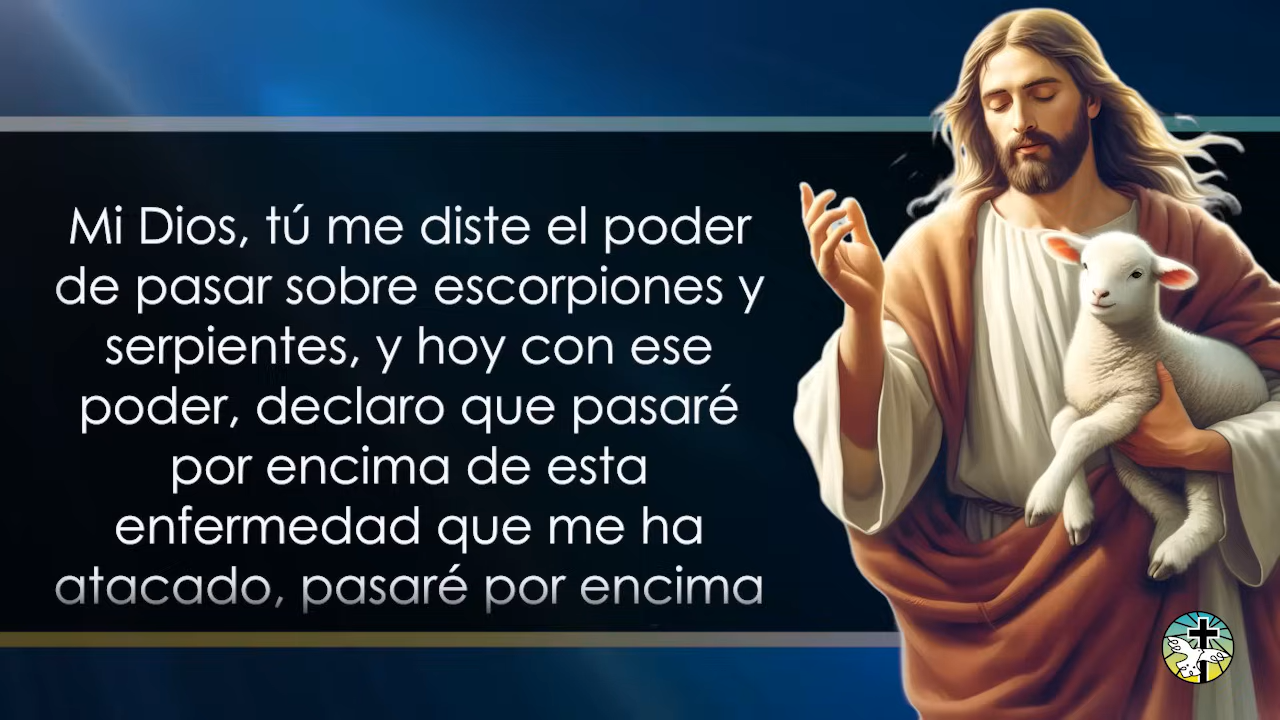 Mi Dios, tú me diste el poder
de pasar sobre escorpiones y
serpientes, y hoy con ese
poder, declaro que pasaré
por encima de esta
enfermedad que me ha
atacado, pasaré por encima